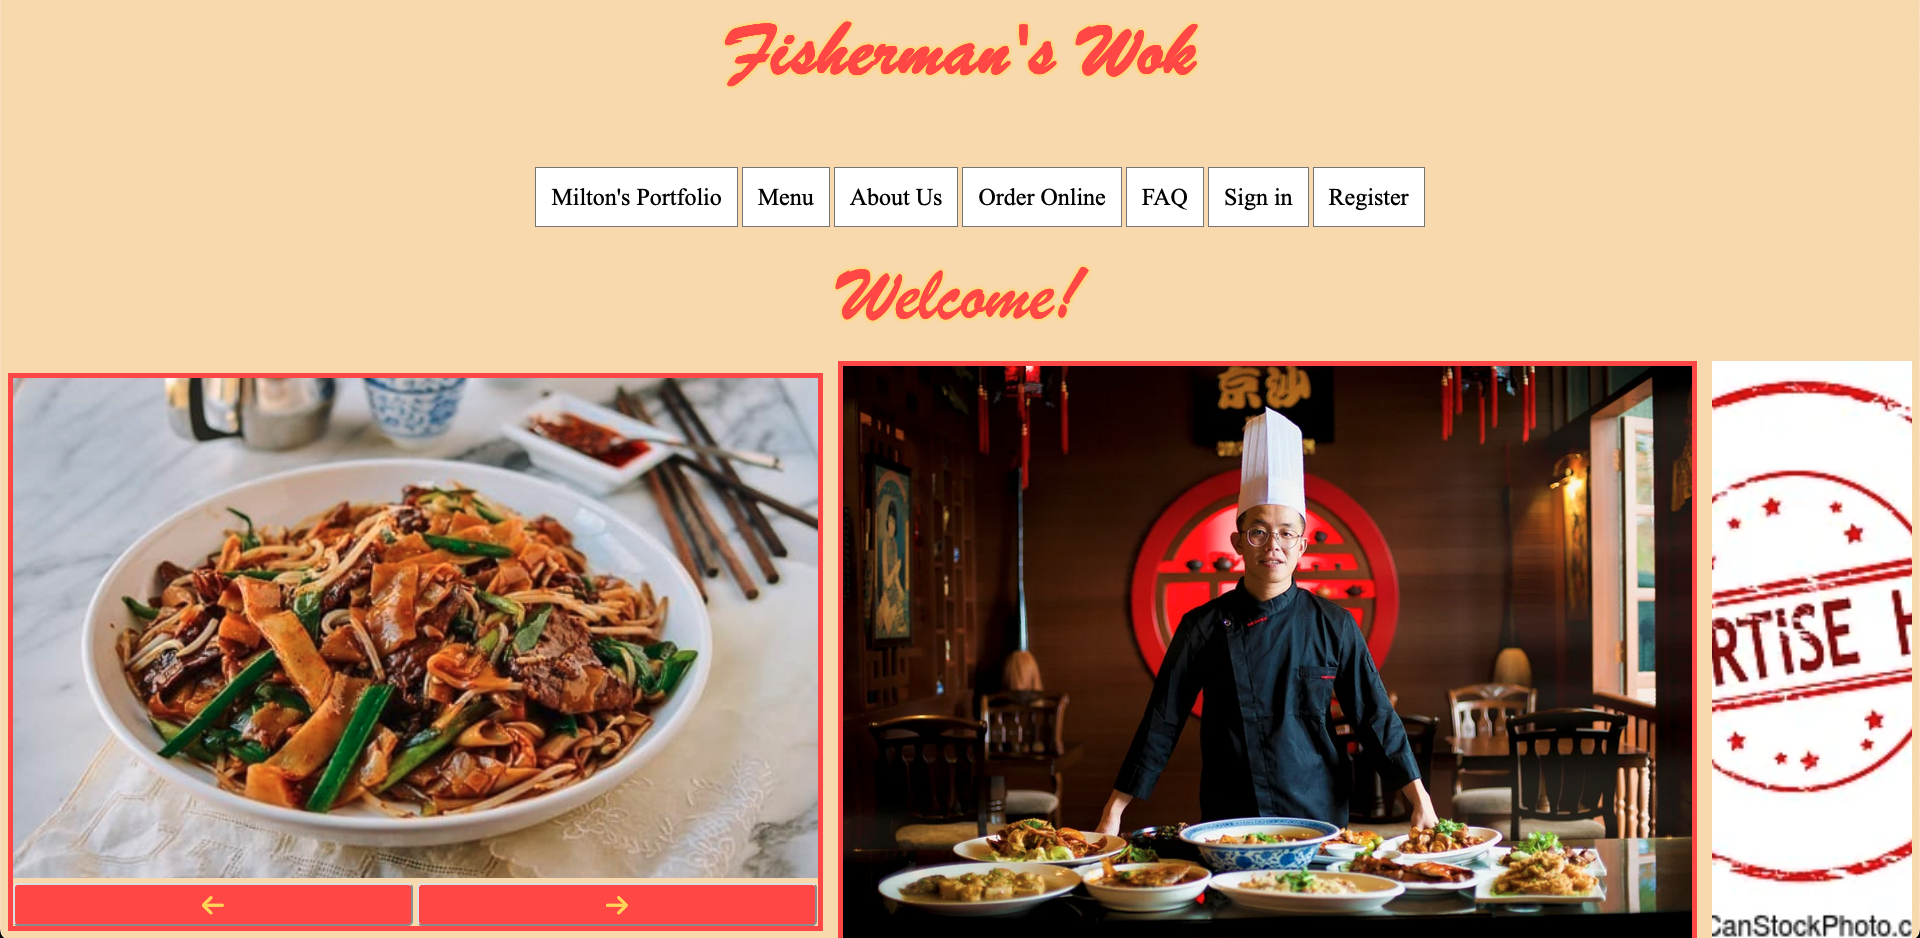 Fisherman's Wok
Milton's Portfolio
Menu
About Us
Order Online
FAQ
Sign in
Register
Welcome!
京沙
RTiSE H
CanStockPhoto.c